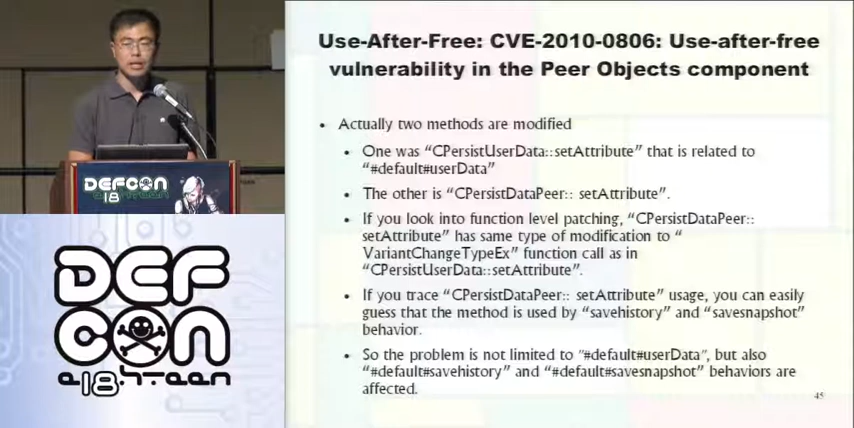 Use-After-Free: CVE-2010-0806: Use-after-free
vulnerability in the Peer Objects component
• Actually two methods are modified
• One was “CPersistUserData::setAttribute” that is related to
“#default#userData”
• The other is “CPersistDataPeer:: setAttribute”.
• If you look into function level patching, “CPersistDataPeer::
setAttribute” has same type of modification to “
VariantChangeTypeEx” function call as in
“CPersistUserData::setAttribute”.
• If you trace “CPersistDataPeer:: setAttribute” usage, you can easily
guess that the method is used by “savehistory” and “savesnapshot”
behavior.
• So the problem is not limited to “#default#userData”, but also
“#default#savehistory” and “#default#savesnapshot” behaviors are
affected.
45
DEFCON
e18hteen
DEF
CON
e18hteen